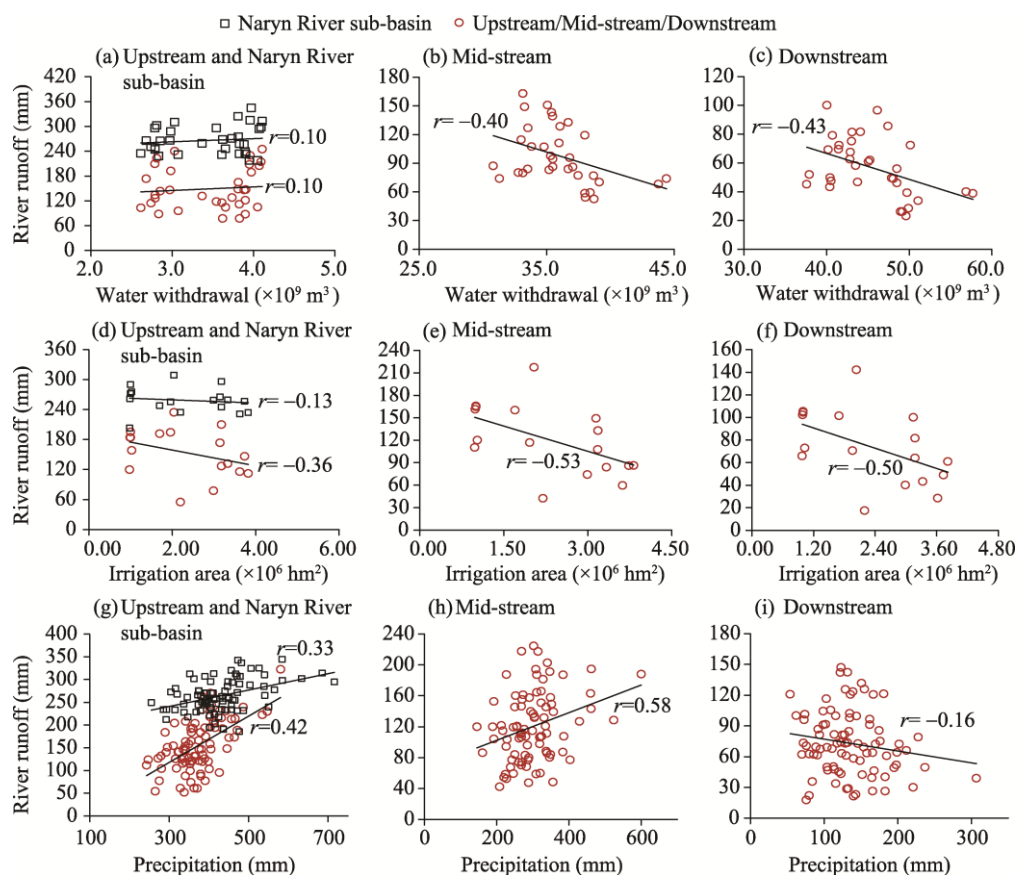 Naryn River sub-basin Upstream/Mid-stream/Downstream
(a) Upstream and Naryn River sub-basin
420
360
300
240
180
120
60
0
River runoff (mm)
r=0.10
r=0.10
2.0 3.0 4.0 5.0
Water withdrawal (×10⁹ m³)
(b) Mid-stream
180
150
120
90
60
30
0
r= −0.40
25.0 35.0 45.0
Water withdrawal (×10⁹ m³)
(c) Downstream
120
100
80
60
40
20
0
r= −0.43
30.0 40.0 50.0 60.0
Water withdrawal (×10⁹ m³)
(d) Upstream and Naryn River sub-basin
360
300
240
180
120
60
0
River runoff (mm)
r= −0.13
r= −0.36
0.00 2.00 4.00 6.00
Irrigation area (×10⁶ hm²)
(e) Mid-stream
240
210
180
150
120
90
60
30
0
r= −0.53
0.00 1.50 3.00 4.50
Irrigation area (×10⁶ hm²)
(f) Downstream
160
140
120
100
80
60
40
20
0
r= −0.50
0.00 1.20 2.40 3.60 4.80
Irrigation area (×10⁶ hm²)
(g) Upstream and Naryn River sub-basin
400
350
300
250
200
150
100
50
0
River runoff (mm)
r=0.33
r=0.42
100 300 500 700
Precipitation (mm)
(h) Mid-stream
240
200
160
120
80
40
0
r=0.58
0 200 400 600
Precipitation (mm)
(i) Downstream
180
150
120
90
60
30
0
r= −0.16
0 100 200 300
Precipitation (mm)